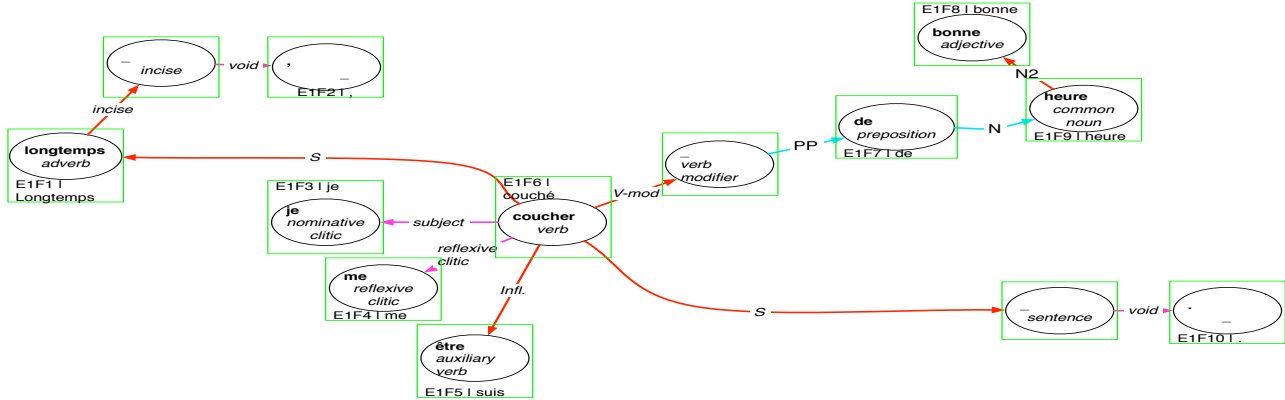 E1F8 | bonne
bonne
adjective
_
incise
void
,
_
E1F2 | ,
N2
incise
heure
common
noun
E1F9 | heure
longtemps
adverb
E1F1 |
Longtemps
de
preposition
E1F7 | de
N
PP
_
verb
modifier
S
V-mod
E1F6 |
couché
coucher
verb
E1F3 | je
je
nominative
clitic
subject
reflexive
clitic
me
reflexive
clitic
E1F4 | me
Infl.
être
auxiliary
verb
E1F5 | suis
S
_
sentence
void
.
_
E1F10 | .